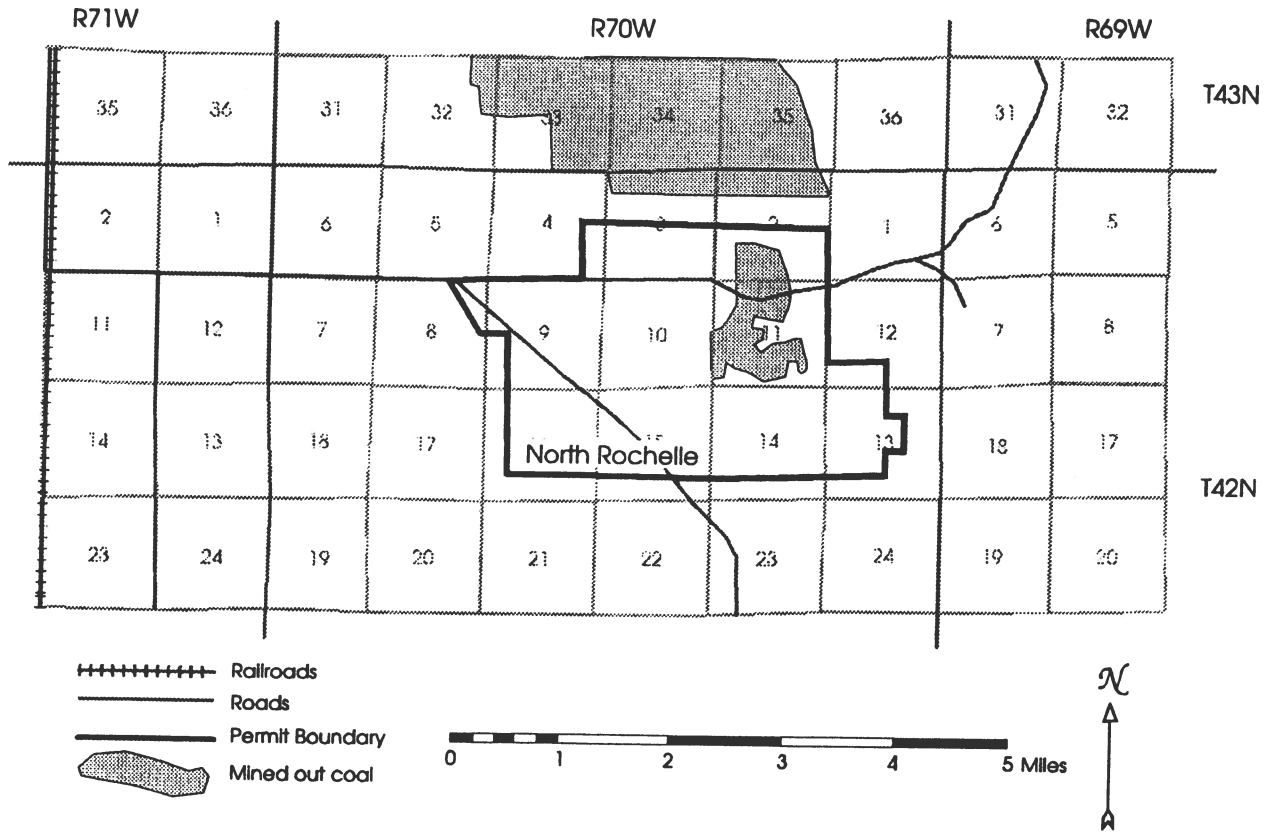 R71W R70W R69W
T43N
35 36 31 32 33 34 35 36 31 32
2 1 6 5 4 3 2 1 6 5
11 12 7 8 9 10 11 12 7 8
14 13 18 17 15 14 13 18 17
North Rochelle
T42N
23 24 19 20 21 22 23 24 19 20
Railroads
Roads
Permit Boundary
Mined out coal
0 1 2 3 4 5 Miles
N